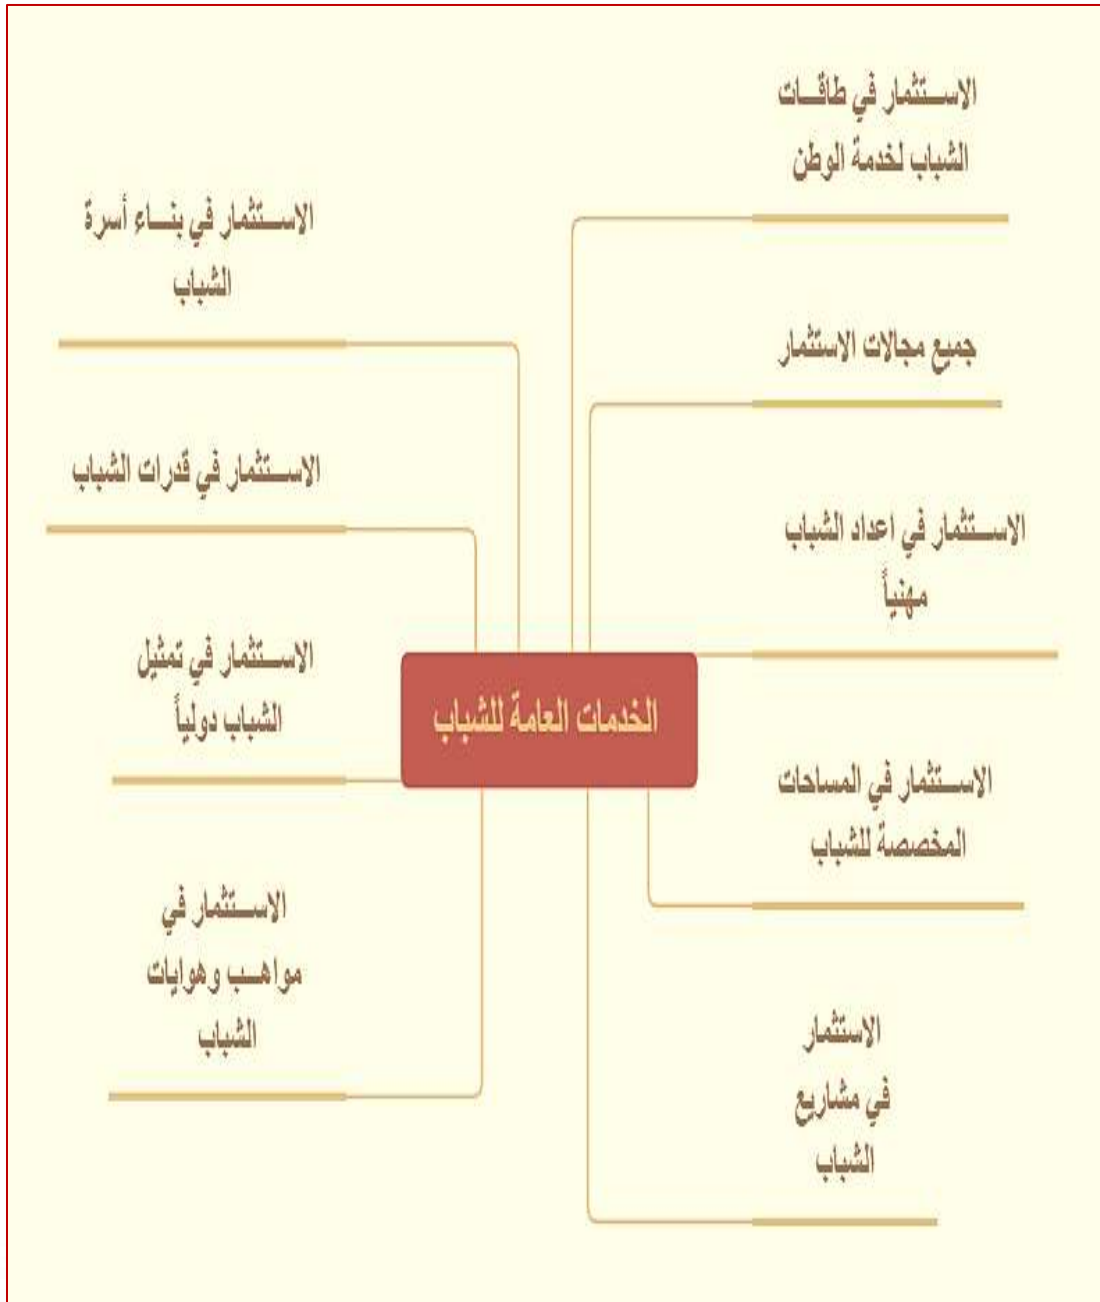 الاستثمار في طاقات
الشباب لخدمة الوطن
جميع مجالات الاستثمار
الاستثمار في اعداد الشباب
مهنياً
الاستثمار في المساحات
المخصصة للشباب
الاستثمار
في مشاريع
الشباب
الخدمات العامة للشباب
الاستثمار في بناء أسرة
الشباب
الاستثمار في قدرات الشباب
الاستثمار في تمثيل
الشباب دولياً
الاستثمار في
مواهب وهوايات
الشباب